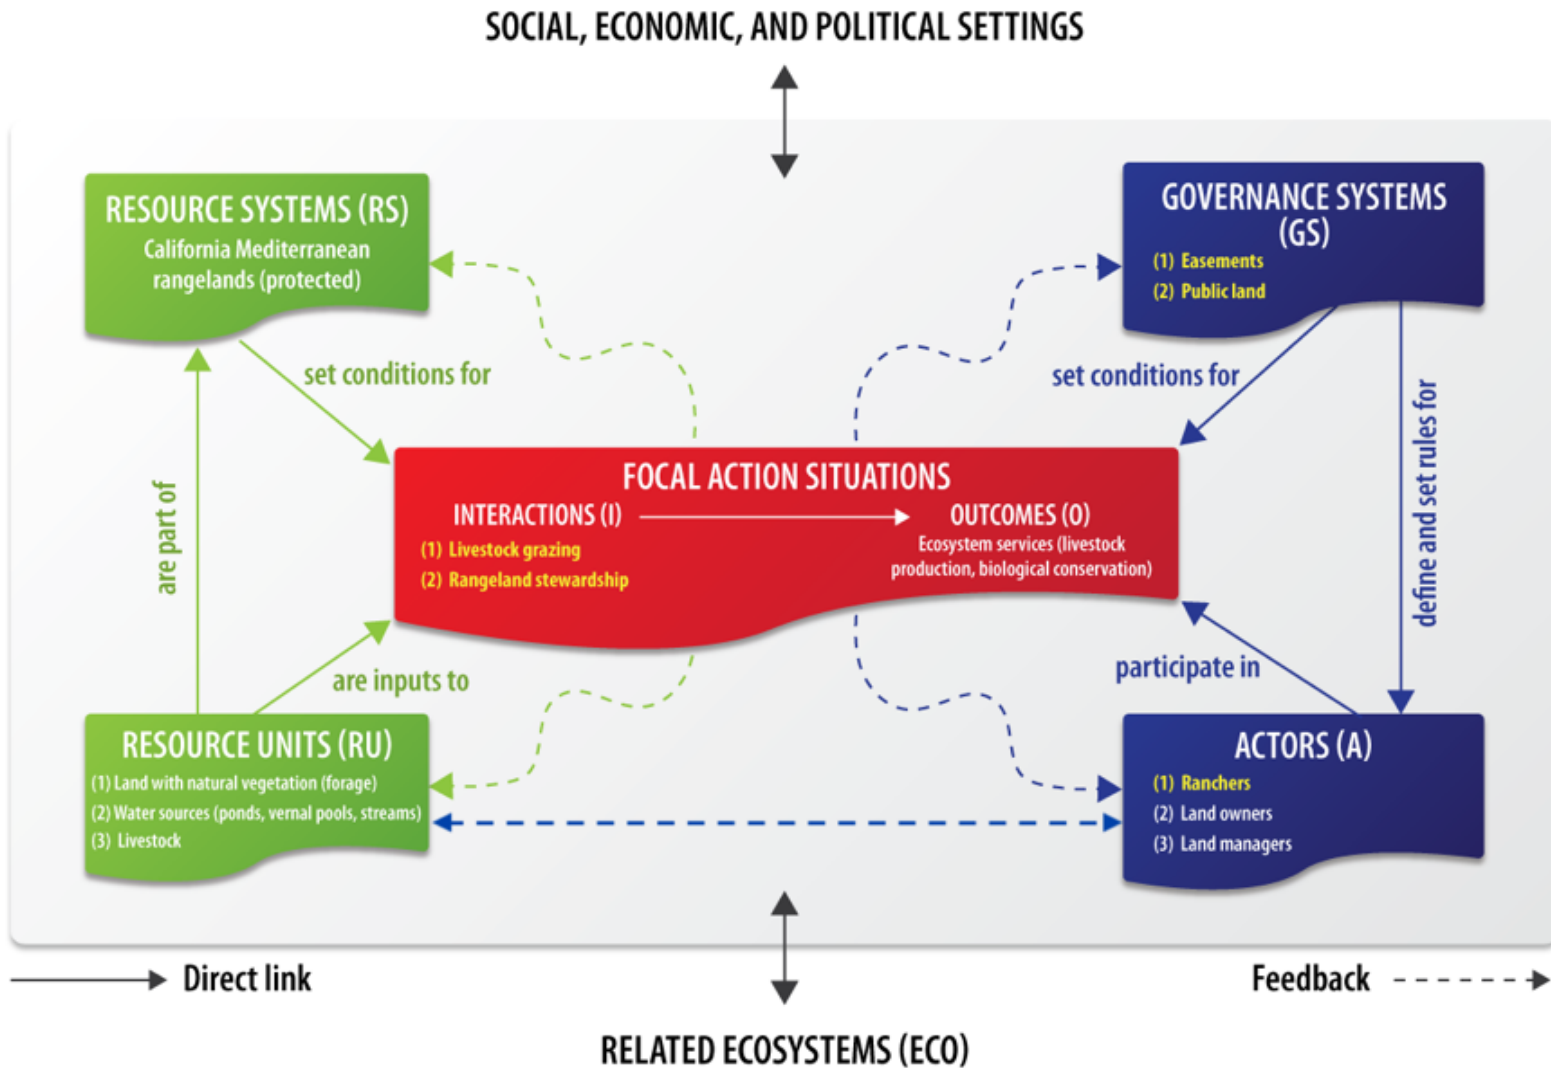 SOCIAL, ECONOMIC, AND POLITICAL SETTINGS
RESOURCE SYSTEMS (RS)
California Mediterranean
rangelands (protected)
GOVERNANCE SYSTEMS
(GS)
(1) Easements
(2) Public land
set conditions for
set conditions for
are part of
define and set rules for
FOCAL ACTION SITUATIONS
INTERACTIONS (I)
(1) Livestock grazing
(2) Rangeland stewardship
OUTCOMES (O)
Ecosystem services (livestock
production, biological conservation)
are inputs to
participate in
RESOURCE UNITS (RU)
(1) Land with natural vegetation (forage)
(2) Water sources (ponds, vernal pools, streams)
(3) Livestock
ACTORS (A)
(1) Ranchers
(2) Land owners
(3) Land managers
Direct link
Feedback
RELATED ECOSYSTEMS (ECO)